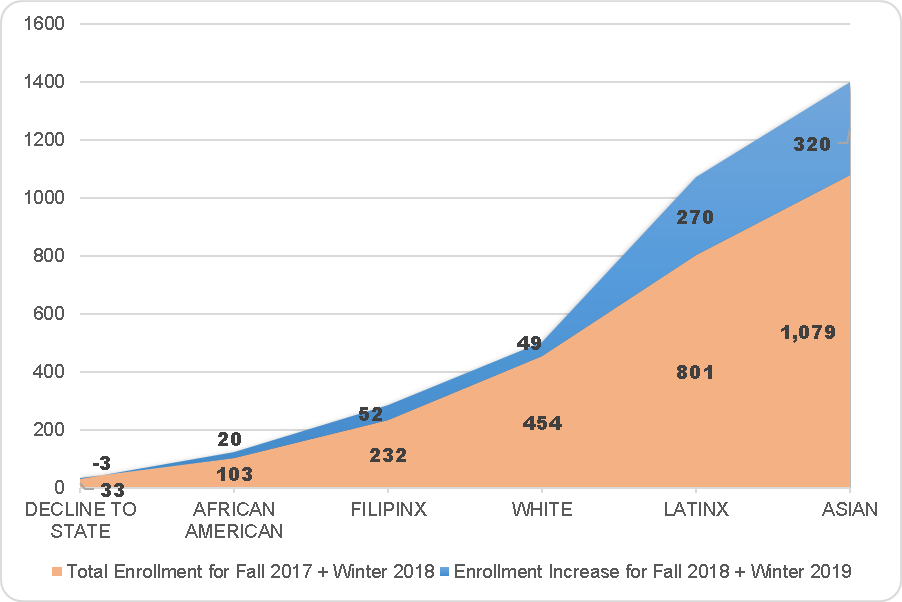 1600
1400
1200
1000
800
600
400
200
0
320
270
1,079
49
801
52
454
20
232
-3
103
33
DECLINE TO STATE
AFRICAN AMERICAN
FILIPINX
WHITE
LATINX
ASIAN
Total Enrollment for Fall 2017 + Winter 2018
Enrollment Increase for Fall 2018 + Winter 2019